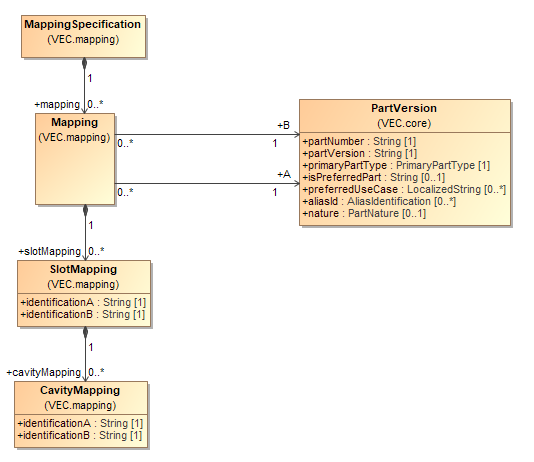 MappingSpecification
(VEC.mapping)
1
+mapping 0..*
Mapping
(VEC.mapping)
+B
0..* 1
+A
0..* 1
PartVersion
(VEC.core)
+partNumber : String [1]
+partVersion : String [1]
+primaryPartType : PrimaryPartType [1]
+isPreferredPart : String [0..1]
+preferredUseCase : LocalizedString [0..*]
+aliasId : AliasIdentification [0..*]
+nature : PartNature [0..1]
1
+slotMapping 0..*
SlotMapping
(VEC.mapping)
+identificationA : String [1]
+identificationB : String [1]
1
+cavityMapping 0..*
CavityMapping
(VEC.mapping)
+identificationA : String [1]
+identificationB : String [1]